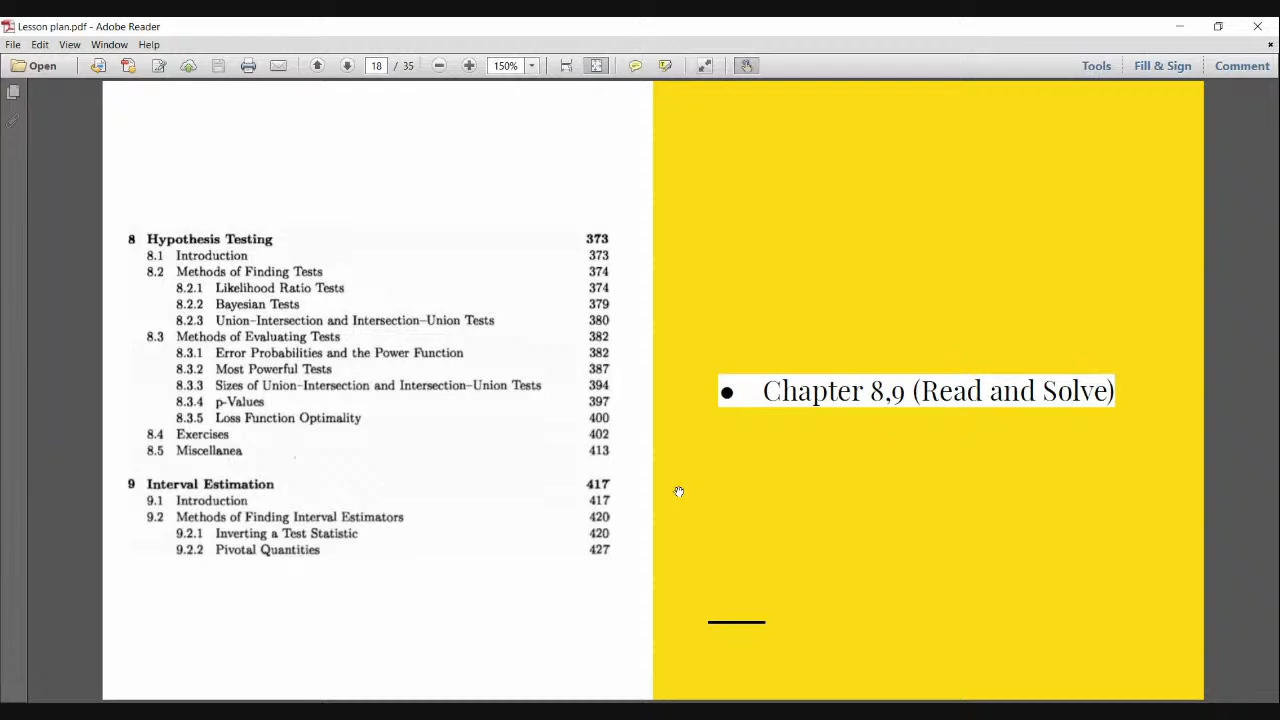 Lesson plan.pdf - Adobe Reader
File Edit View Window Help
Open 18 / 35 150% Tools Fill & Sign Comment
8 Hypothesis Testing 373
8.1 Introduction 373
8.2 Methods of Finding Tests 374
8.2.1 Likelihood Ratio Tests 374
8.2.2 Bayesian Tests 379
8.2.3 Union–Intersection and Intersection–Union Tests 380
8.3 Methods of Evaluating Tests 382
8.3.1 Error Probabilities and the Power Function 382
8.3.2 Most Powerful Tests 387
8.3.3 Sizes of Union–Intersection and Intersection–Union Tests 394
8.3.4 p-Values 397
8.3.5 Loss Function Optimality 400
8.4 Exercises 402
8.5 Miscellanea 413
9 Interval Estimation 417
9.1 Introduction 417
9.2 Methods of Finding Interval Estimators 420
9.2.1 Inverting a Test Statistic 420
9.2.2 Pivotal Quantities 427
● Chapter 8,9 (Read and Solve)